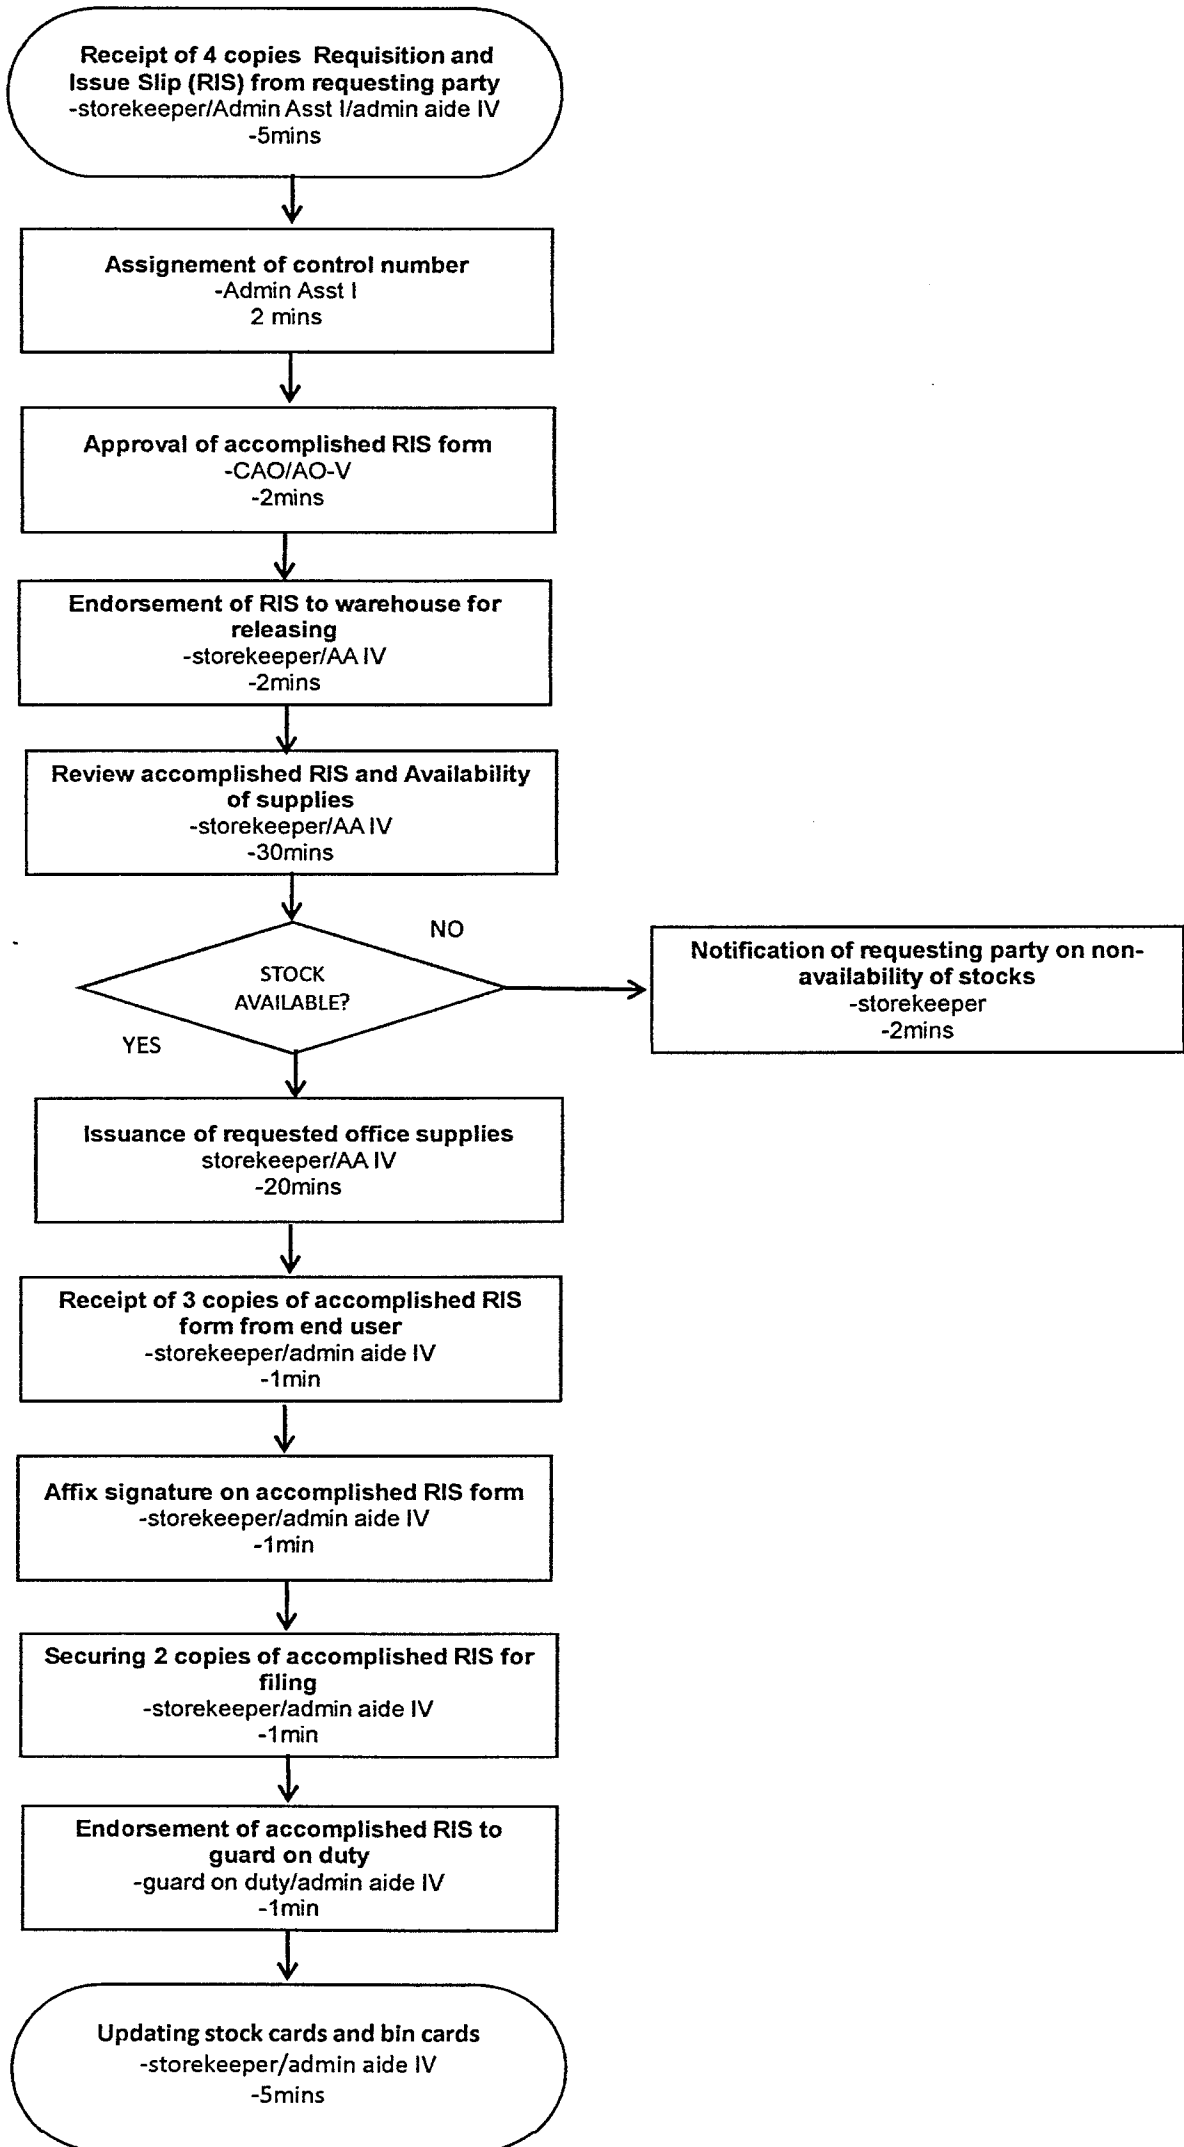 Receipt of 4 copies Requisition and
Issue Slip (RIS) from requesting party
-storekeeper/Admin Asst I/admin aide IV
-5mins
Assignement of control number
-Admin Asst I
2 mins
Approval of accomplished RIS form
-CAO/AO-V
-2mins
Endorsement of RIS to warehouse for
releasing
-storekeeper/AA IV
-2mins
Review accomplished RIS and Availability
of supplies
-storekeeper/AA IV
-30mins
STOCK
AVAILABLE?
NO
Notification of requesting party on non-
availability of stocks
-storekeeper
-2mins
YES
Issuance of requested office supplies
storekeeper/AA IV
-20mins
Receipt of 3 copies of accomplished RIS
form from end user
-storekeeper/admin aide IV
-1min
Affix signature on accomplished RIS form
-storekeeper/admin aide IV
-1min
Securing 2 copies of accomplished RIS for
filing
-storekeeper/admin aide IV
-1min
Endorsement of accomplished RIS to
guard on duty
-guard on duty/admin aide IV
-1min
Updating stock cards and bin cards
-storekeeper/admin aide IV
-5mins